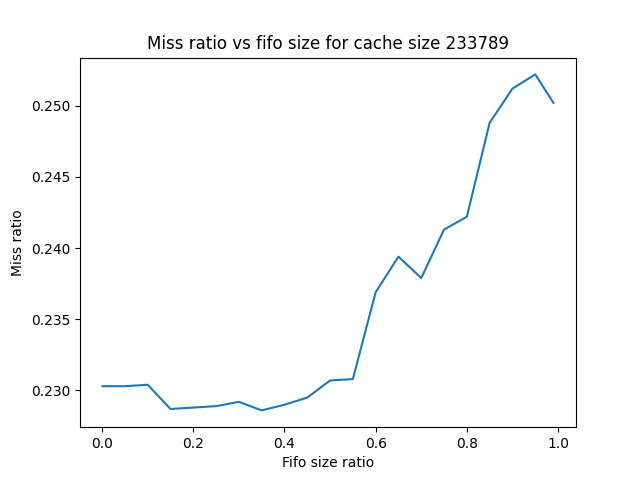 Miss ratio vs fifo size for cache size 233789
0.250
0.245
0.240
0.235
0.230
Miss ratio
0.0 0.2 0.4 0.6 0.8 1.0
Fifo size ratio